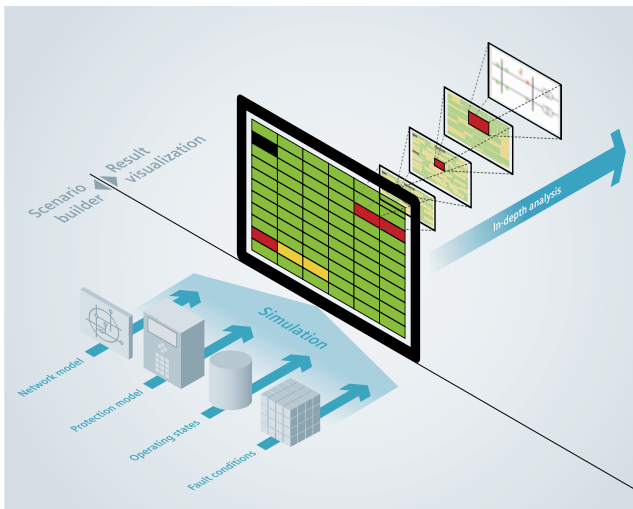 Scenario
builder
Result
visualization
In-depth analysis
Simulation
Network model
Protection model
Operating states
Fault conditions